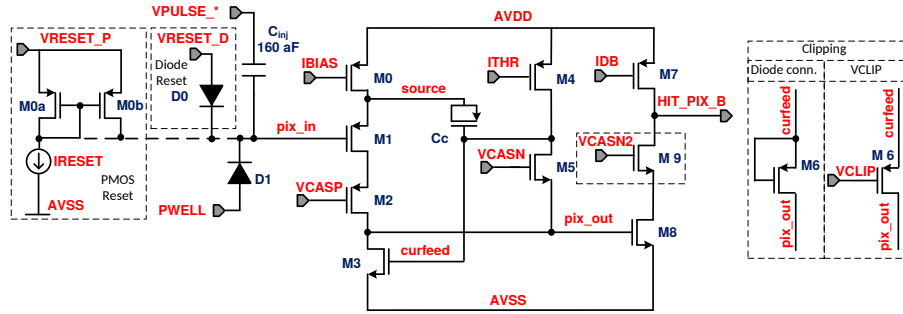 VPULSE_*
AVDD
VRESET_P
VRESET_D
Cinj
160 aF
IBIAS
ITHR
IDB
Clipping
Diode conn.
VCLIP
Diode
Reset
D0
M0
M4
M7
source
HIT_PIX_B
M0a
M0b
pix_in
M1
Cc
VCASN
VCASN2
M5
M 9
curfeed
curfeed
M6
M 6
VCLIP
IRESET
PMOS
Reset
D1
VCASP
M2
AVSS
PWELL
pix_out
M8
M3
curfeed
pix_out
pix_out
AVSS